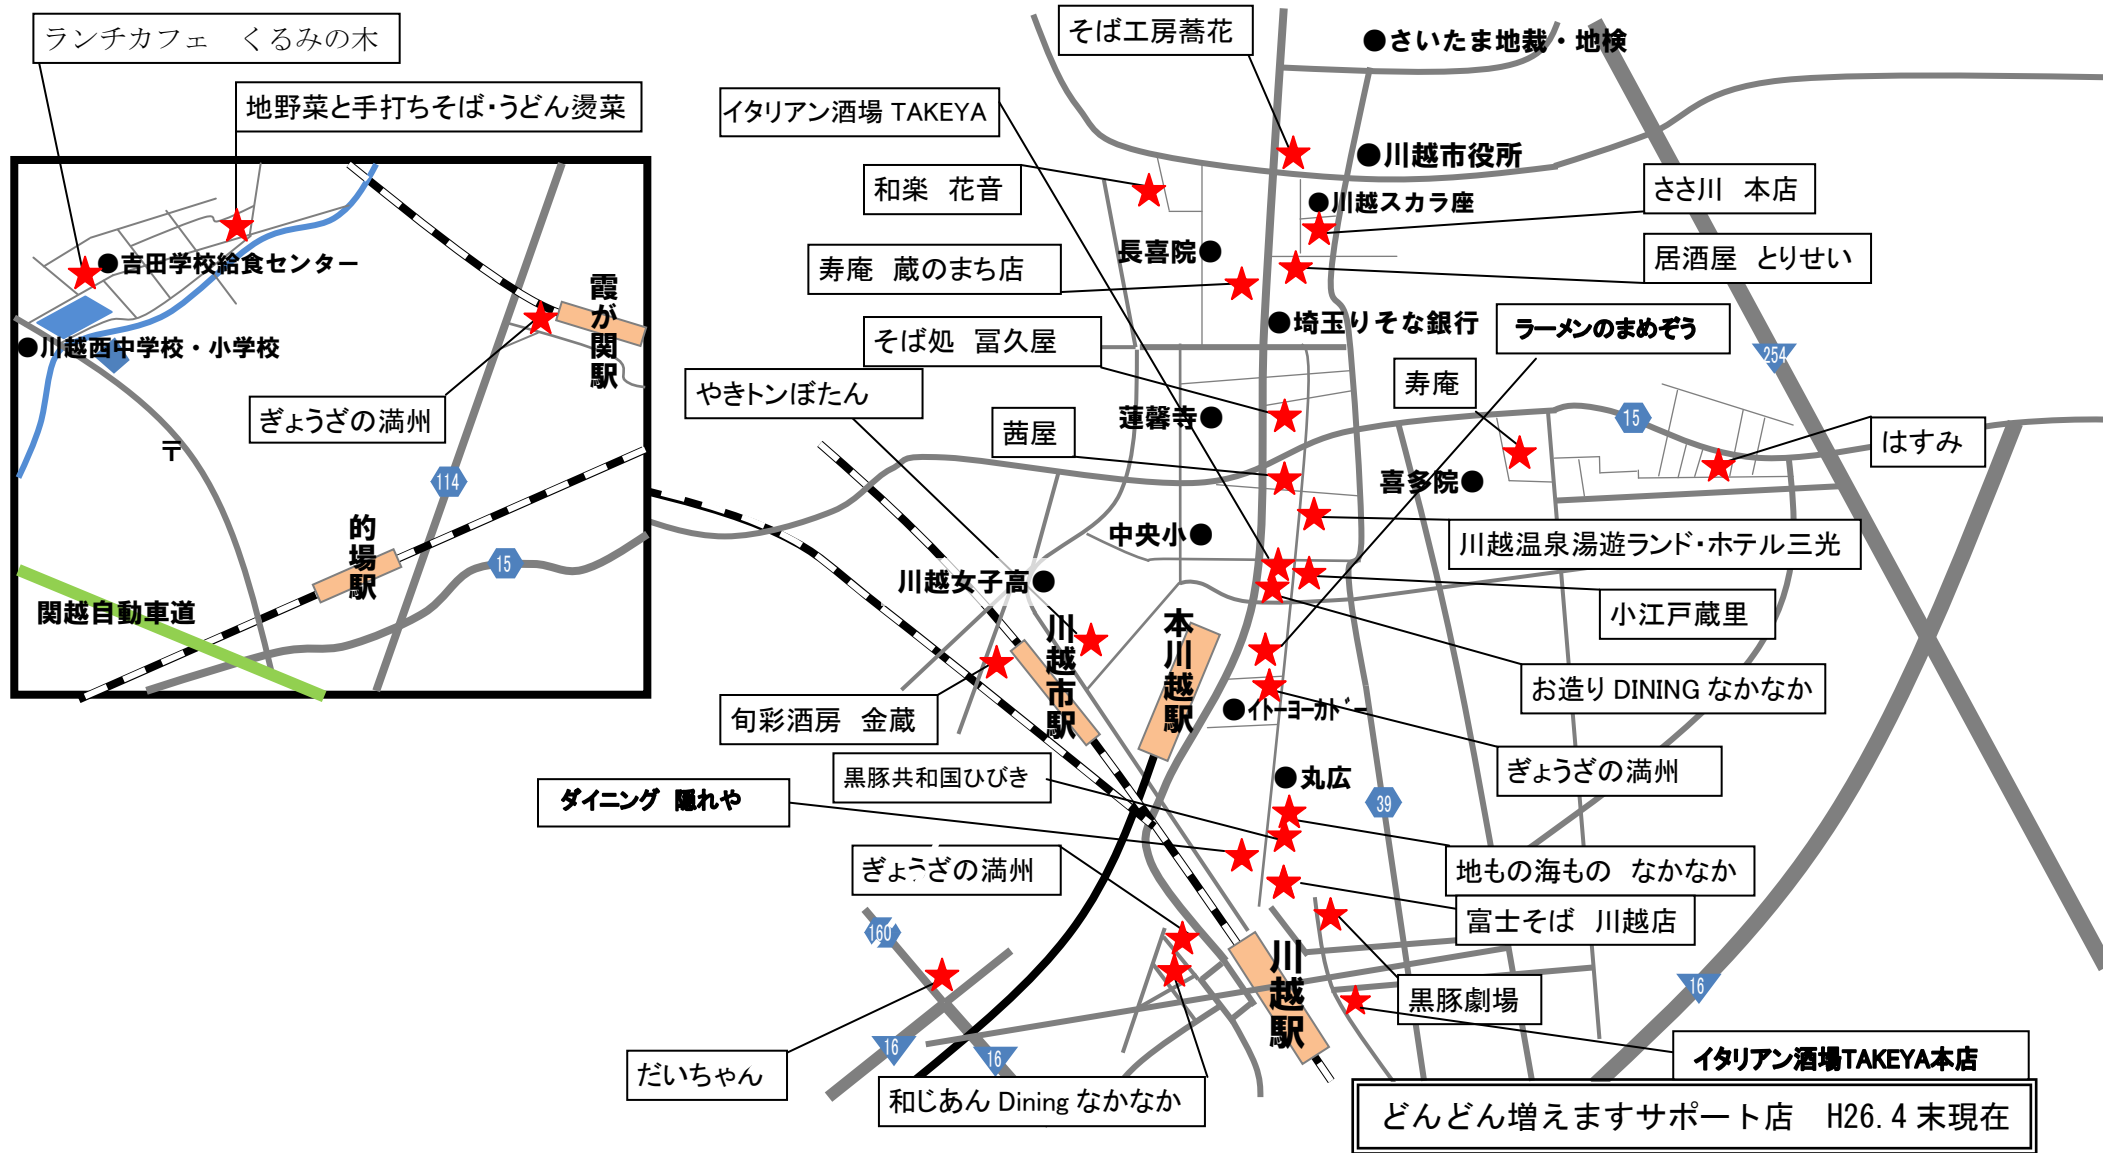 ランチカフェ　くるみの木
地野菜と手打ちそば・うどん湯菜
吉田学校給食センター
川越西中学校・小学校
霞が関駅
ぎょうざの満州
〒
114
的場駅
15
関越自動車道
そば工房蕎花
さいたま地裁・地検
イタリアン酒場 TAKEYA
川越市役所
和楽　花音
ささ川　本店
川越スカラ座
長喜院
居酒屋　とりせい
寿庵　蔵のまち店
埼玉りそな銀行
ラーメンのまめぞう
254
そば処　冨久屋
寿庵
やきトンぼたん
蓮馨寺
15
茜屋
はすみ
喜多院
中央小
川越温泉湯遊ランド・ホテル三光
川越女子高
小江戸蔵里
川越市駅
本川越駅
お造り DINING なかなか
旬彩酒房　金蔵
イトーヨーカドー
ぎょうざの満州
黒豚共和国ひびき
丸広
ダイニング　隠れや
39
ぎょうざの満州
地もの海もの　なかなか
富士そば　川越店
160
川越駅
16
黒豚劇場
16
16
だいちゃん
和じあん Dining なかなか
イタリアン酒場TAKEYA本店
どんどん増えますサポート店　H26.4 末現在